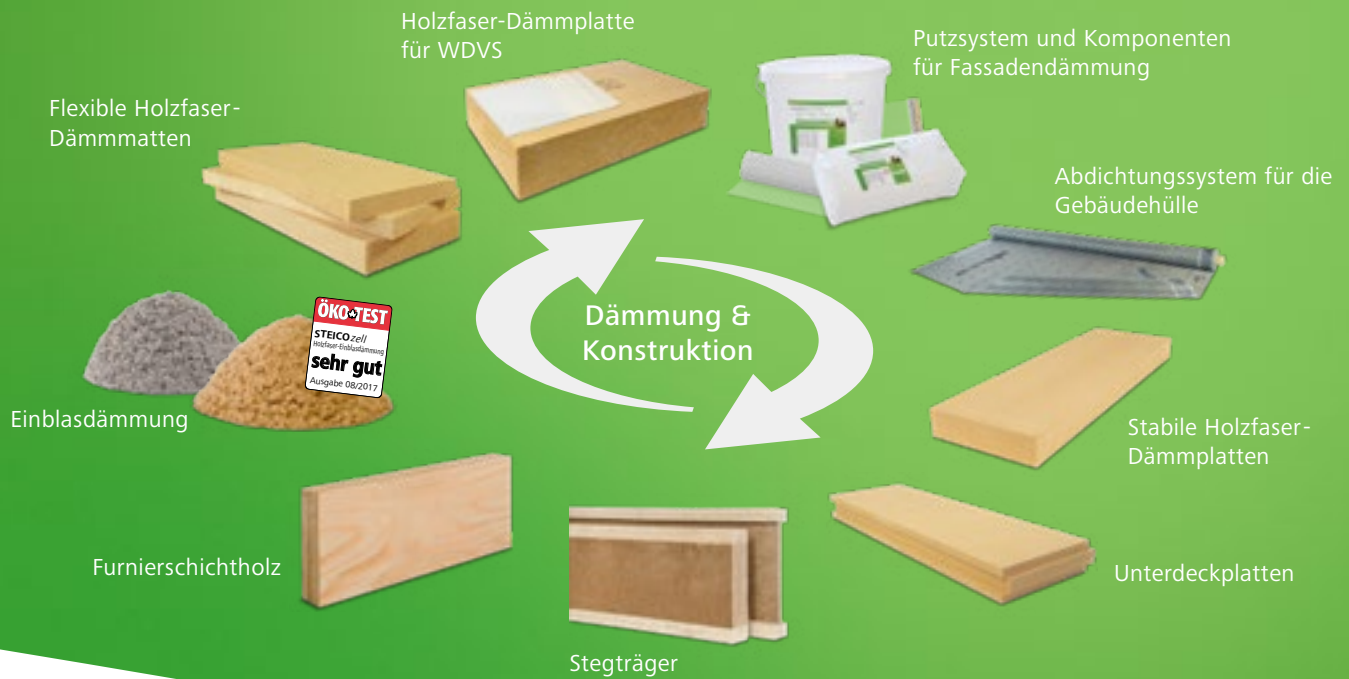 Holzfaser-Dämmplatte
für WDVS
Putzsystem und Komponenten
für Fassadendämmung
Flexible Holzfaser-
Dämmmatten
Abdichtungssystem für die
Gebäudehülle
Dämmung &
Konstruktion
ÖKO TEST
STEICOzell
Holzfaser-Einblasdämmung
sehr gut
Ausgabe 08/2017
Einblasdämmung
Stabile Holzfaser-
Dämmplatten
Furnierschichtholz
Unterdeckplatten
Stegträger